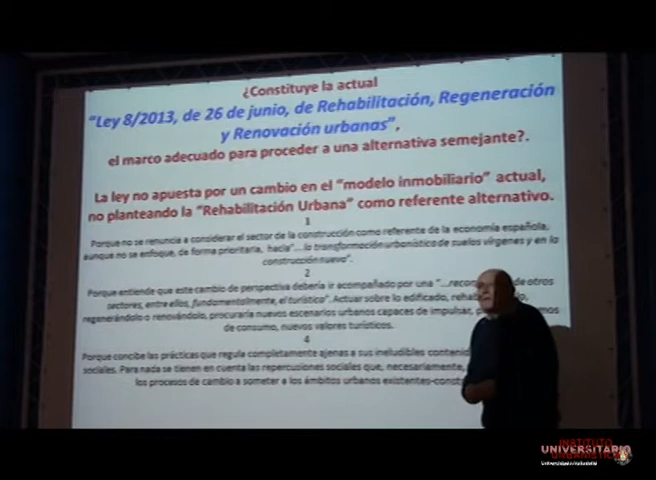 ¿Constituye la actual
"Ley 8/2013, de 26 de junio, de Rehabilitación, Regeneración
y Renovación urbanas",
el marco adecuado para proceder a una alternativa semejante?.
La ley no apuesta por un cambio en el "modelo inmobiliario" actual,
no planteando la "Rehabilitación Urbana" como referente alternativo.
1
Porque no se renuncia a considerar el sector de la construcción como referente de la economía española,
aunque no se enfoque, de forma prioritaria, hacia "...la transformación urbanística de suelos vírgenes y en la
construcción nueva".
2
Porque entiende que este cambio de perspectiva debería ir acompañado por una "... de otros
sectores, entre ellos, fundamentalmente, el turístico". Actuar sobre lo edificado,
regenerándolo o renovándolo, procuraría nuevos escenarios urbanos capaces de impulsar,
de consumo, nuevos valores turísticos.
4
Porque concibe las prácticas que regula completamente ajenas a sus ineludibles
sociales. Para nada se tienen en cuenta las repercusiones sociales que, necesariamente,
los procesos de cambio a someter a los ámbitos urbanos
INSTITUTO
UNIVERSITARIO
Universidad de Valladolid